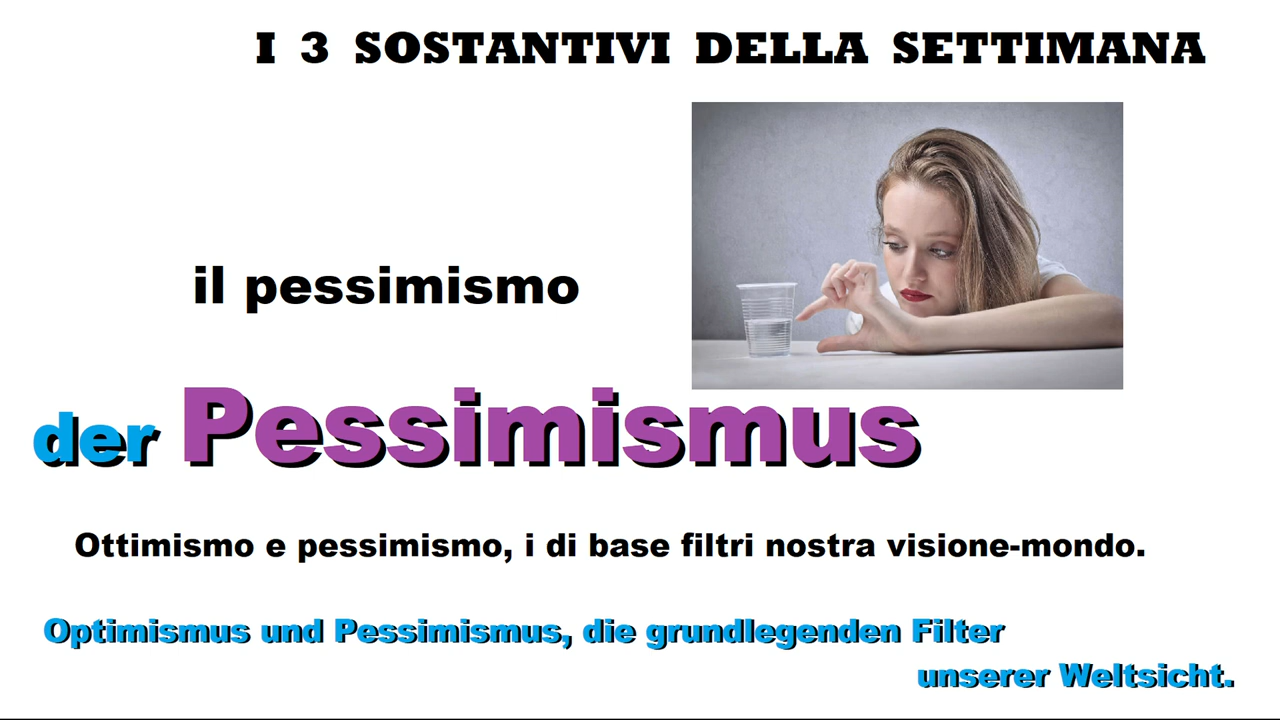 I 3 SOSTANTIVI DELLA SETTIMANA
il pessimismo
der Pessimismus
Ottimismo e pessimismo, i di base filtri nostra visione-mondo.
Optimismus und Pessimismus, die grundlegenden Filter
unserer Weltsicht.